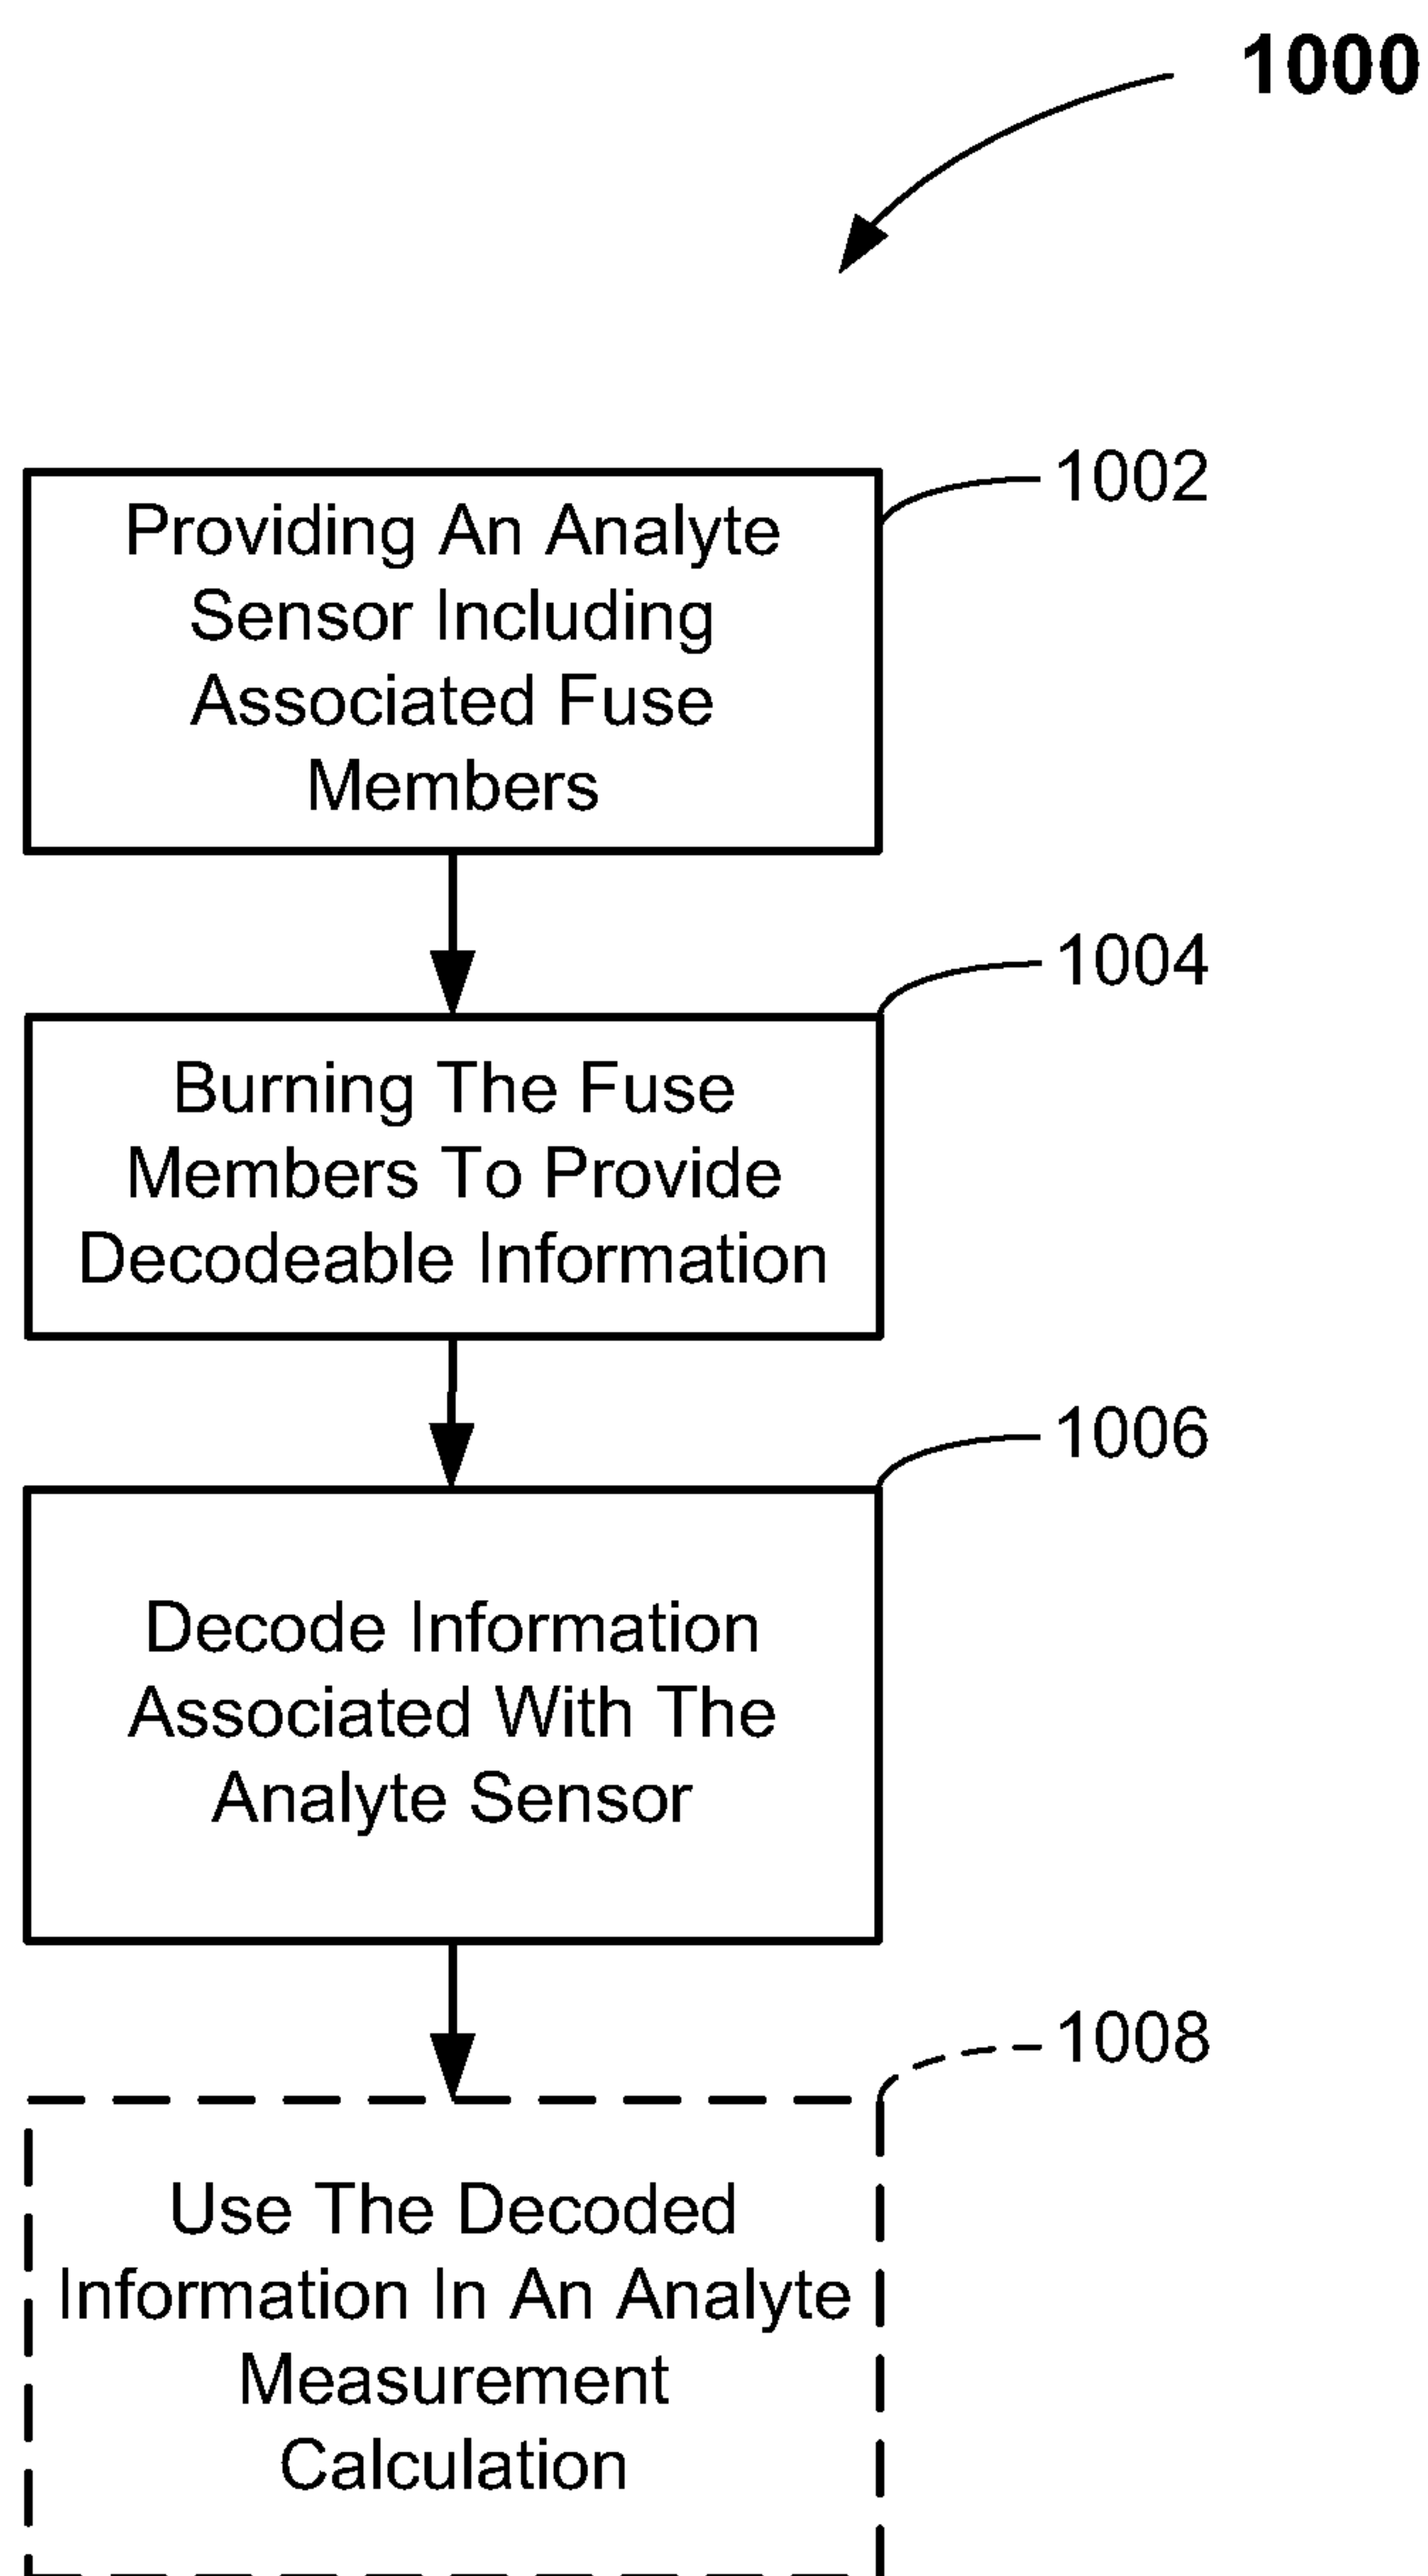 1000
1002
Providing An Analyte
Sensor Including
Associated Fuse
Members
1004
Burning The Fuse
Members To Provide
Decodeable Information
1006
Decode Information
Associated With The
Analyte Sensor
1008
Use The Decoded
Information In An Analyte
Measurement
Calculation